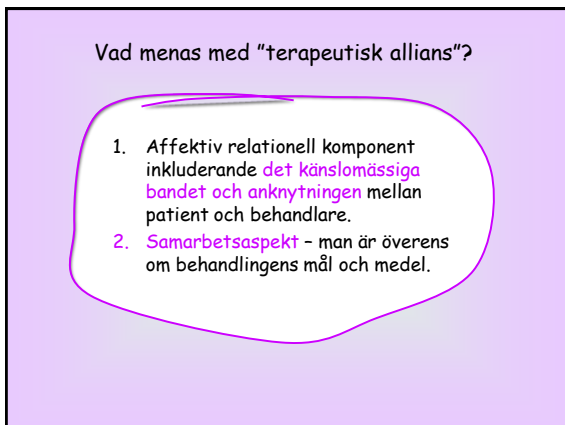 Vad menas med ”terapeutisk allians”?
1. Affektiv relationell komponent
inkluderande det känslomässiga
bandet och anknytningen mellan
patient och behandlare.
2. Samarbetsaspekt – man är överens
om behandlingens mål och medel.